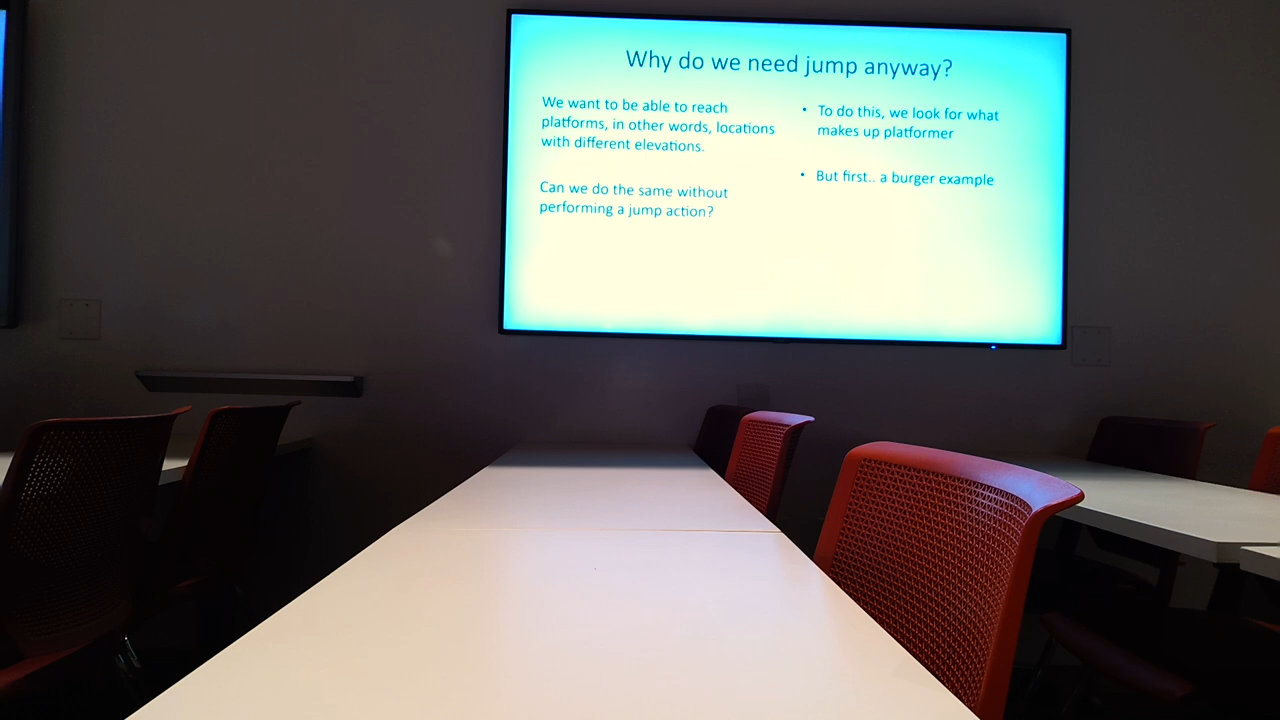 Why do we need jump anyway?
We want to be able to reach
platforms, in other words, locations
with different elevations.
Can we do the same without
performing a jump action?
• To do this, we look for what
makes up platformer
• But first.. a burger example